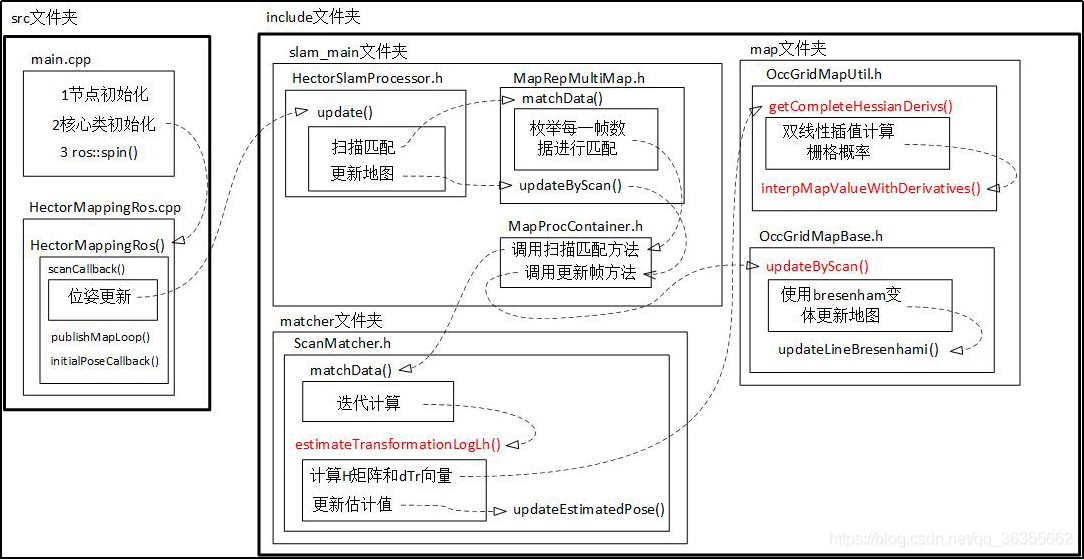 src文件夹
main.cpp
1节点初始化
2核心类初始化
3 ros::spin()
HectorMappingRos.cpp
HectorMappingRos()
scanCallback()
位姿更新
publishMapLoop()
initialPoseCallback()
include文件夹
slam_main文件夹
HectorSlamProcessor.h
update()
扫描匹配
更新地图
MapRepMultiMap.h
matchData()
枚举每一帧数
据进行匹配
updateByScan()
MapProcContainer.h
调用扫描匹配方法
调用更新帧方法
matcher文件夹
ScanMatcher.h
matchData()
迭代计算
estimateTransformationLogLh()
计算H矩阵和dTr向量
更新估计值
updateEstimatedPose()
map文件夹
OccGridMapUtil.h
getCompleteHessianDerivs()
双线性插值计算
栅格概率
interpMapValueWithDerivatives()
OccGridMapBase.h
updateByScan()
使用bresenham变
体更新地图
updateLineBresenhami()
https://blog.csdn.net/qq_36355662